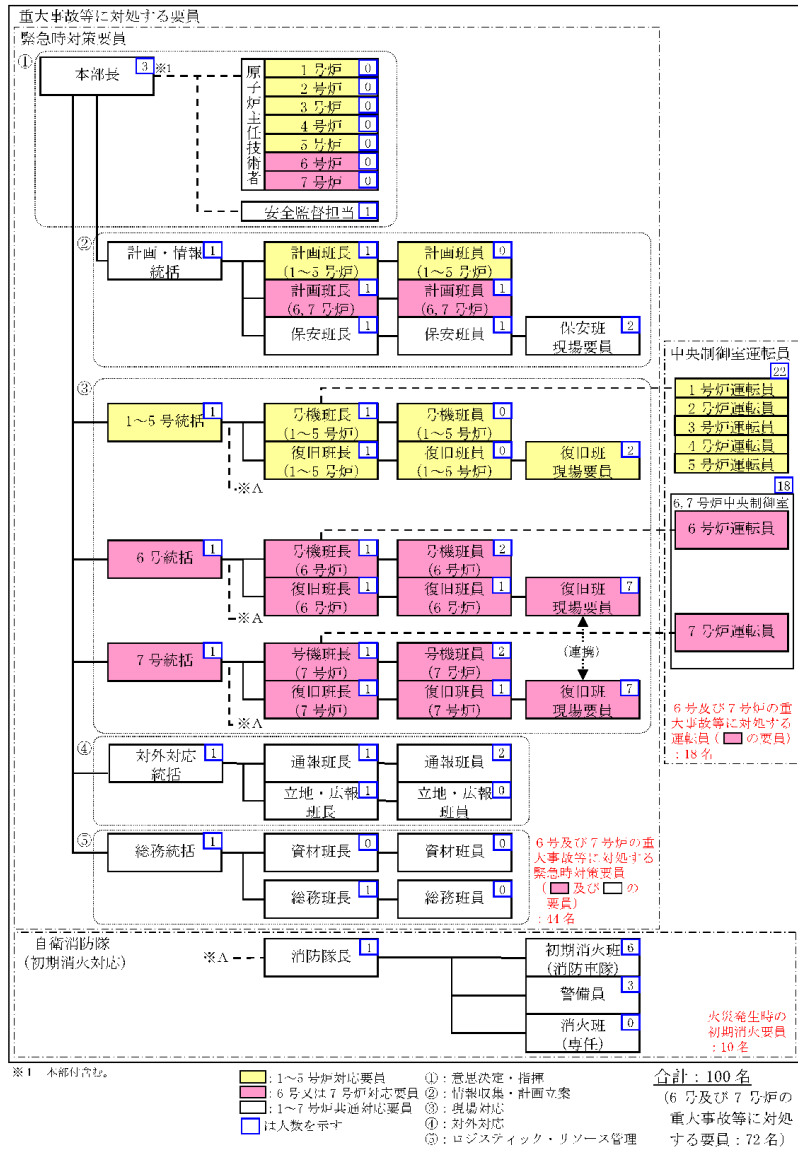 重大事故等に対処する要員
緊急時対策要員
①
本部長 3 ※1
原子炉主任技術者
1号炉 0
2号炉 0
3号炉 0
4号炉 0
5号炉 0
6号炉 0
7号炉 0
安全監督担当 1
②
計画・情報 1
統括
計画班長 1
(1～5号炉)
計画班員 0
(1～5号炉)
計画班長 1
(6,7号炉)
計画班員 1
(6,7号炉)
保安班長 1
保安班員 1
保安班 2
現場要員
中央制御室運転員
22
1号炉運転員
2号炉運転員
3号炉運転員
4号炉運転員
5号炉運転員
18
6,7号炉中央制御室
6号炉運転員
7号炉運転員
6号及び7号炉の重
大事故等に対処する
運転員(の要員)
:18名
③
1～5号統括 1
号機班長 1
(1～5号炉)
号機班員 0
(1～5号炉)
復旧班長 1
(1～5号炉)
復旧班員 0
(1～5号炉)
復旧班 2
現場要員
※A
6号統括 1
号機班長 1
(6号炉)
号機班員 2
(6号炉)
復旧班長 1
(6号炉)
復旧班員 1
(6号炉)
復旧班 7
現場要員
※A
(連携)
7号統括 1
号機班長 1
(7号炉)
号機班員 2
(7号炉)
復旧班長 1
(7号炉)
復旧班員 1
(7号炉)
復旧班 7
現場要員
※A
④
対外対応 1
統括
通報班長 1
通報班員 2
立地・広報 1
班長
立地・広報 0
班員
⑤
総務統括 1
資材班長 0
資材班員 0
総務班長 1
総務班員 0
6号及び7号炉の重
大事故等に対処する
緊急時対策要員
(及びの
要員)
:44名
自衛消防隊
(初期消火対応)
※A
消防隊長 1
初期消火班 6
(消防車隊)
警備員 3
消火班 0
(専任)
火災発生時の
初期消火要員
:10名
※1 本部付含む。
:1～5号炉対応要員
:6号又は7号炉対応要員
:1～7号炉共通対応要員
は人数を示す
①:意思決定・指揮
②:情報収集・計画立案
③:現場対応
④:対外対応
⑤:ロジスティック・リソース管理
合計:100名
(6号及び7号炉の
重大事故等に対処
する要員:72名)